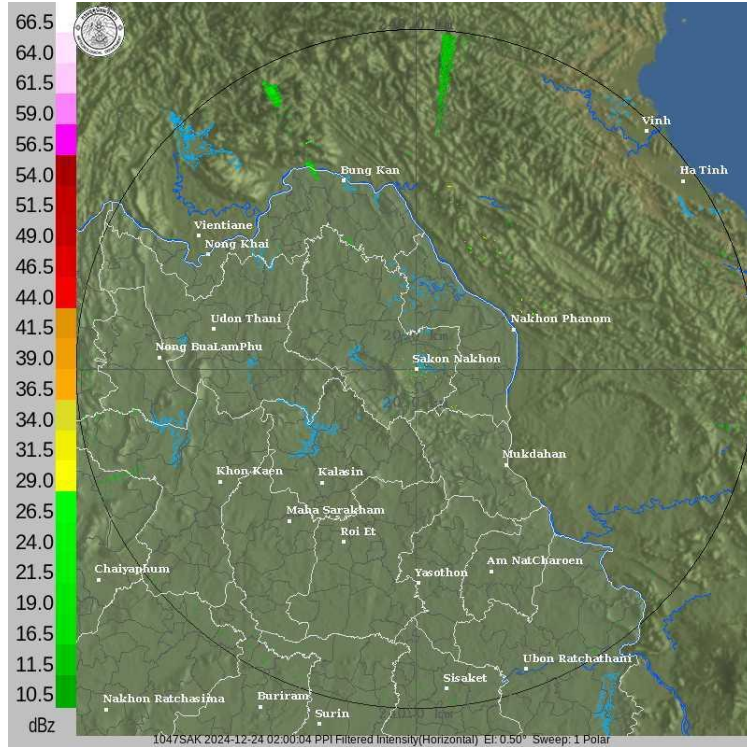 66.5
64.0
61.5
59.0
56.5
54.0
51.5
49.0
46.5
44.0
41.5
39.0
36.5
34.0
31.5
29.0
26.5
24.0
21.5
19.0
16.5
11.5
10.5
dBz
Vinh
Ha Tinh
Bung Kan
Vientiane
Nong Khai
Udon Thani
Nakhon Phanom
Nong BuaLamPhu
Sakon Nakhon
Mukdahan
Khon Kaen
Kalasin
Maha Sarakham
Roi Et
Chaiyaphum
Yasothon
Am NatCharoen
Ubon Ratchathani
Sisaket
Nakhon Ratchasima
Buriram
Surin
1047SAK 2024-12-24 02:00:04 PPI Filtered Intensity(Horizontal) El: 0.50° Sweep: 1 Polar